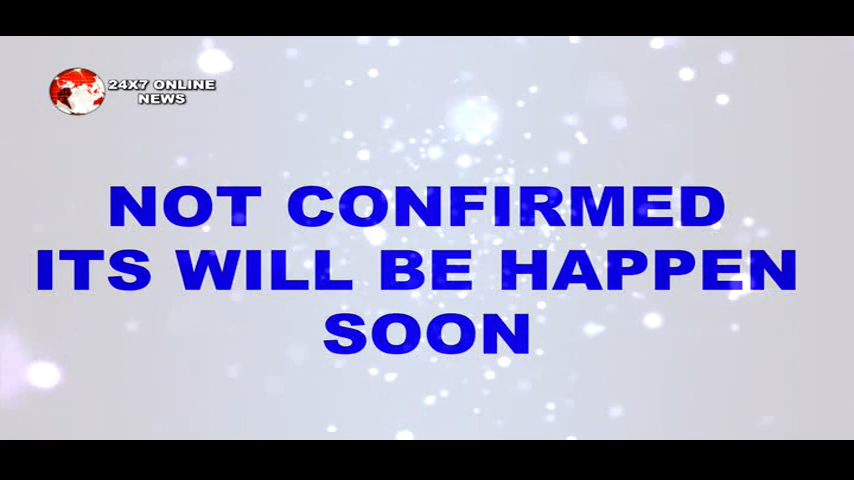 24X7 ONLINE
NEWS
NOT CONFIRMED
ITS WILL BE HAPPEN
SOON